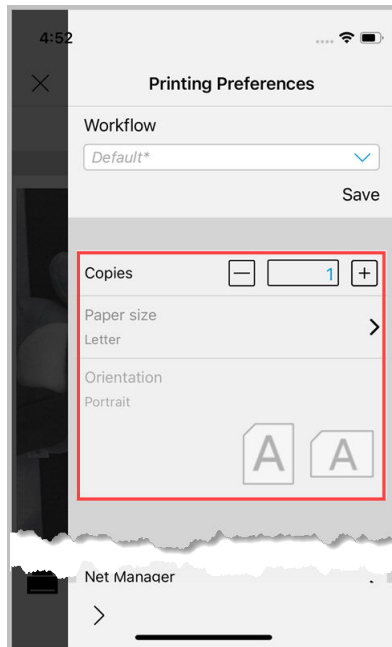 4:52
Printing Preferences
Workflow
Default*
Save
Copies
1
Paper size
Letter
Orientation
Portrait
A A
Net Manager